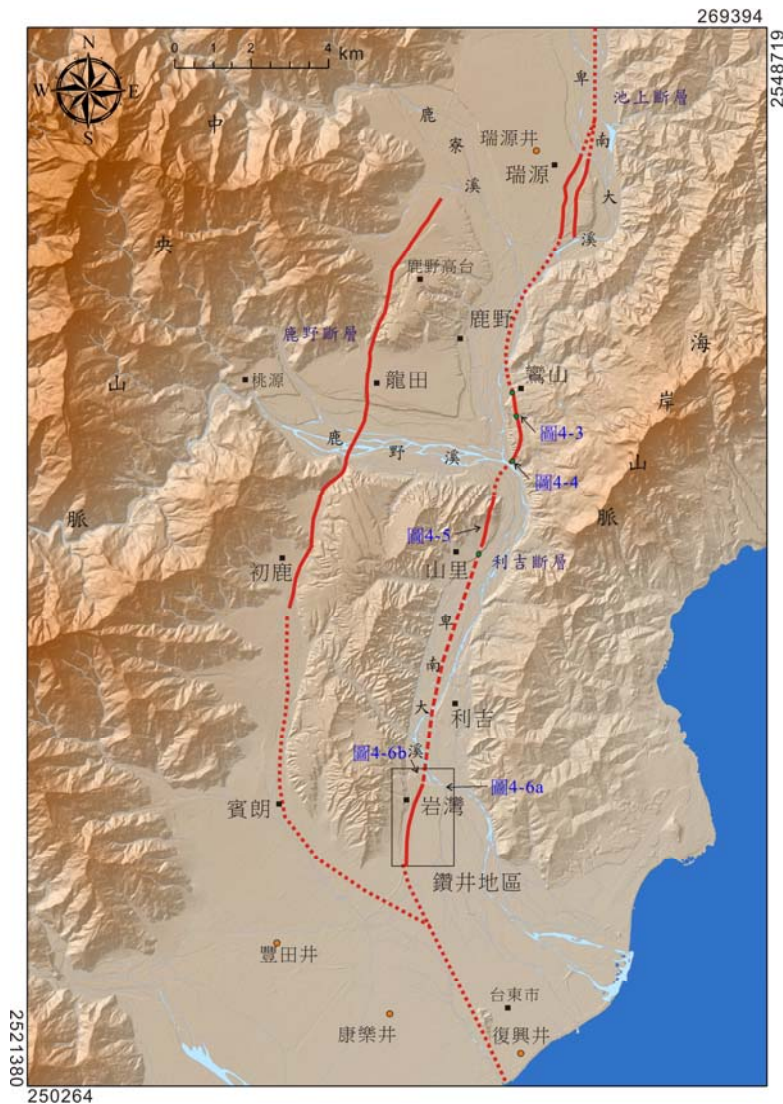 269394
2548719
N
W E
S
0 2 4
km
卑
南
大
溪
池上斷層
中
央
山
脈
鹿
寮
溪
瑞源井
瑞源
鹿野高台
鹿野
鹿野斷層
桃源
龍田
鸞山
海
岸
山
脈
圖4-3
鹿
野
溪
圖4-4
圖4-5
初鹿
山里
利吉斷層
卑
南
大
溪
利吉
圖4-6b
圖4-6a
賓朗
岩灣
鑽井地區
豐田井
康樂井
台東市
復興井
2521380
250264